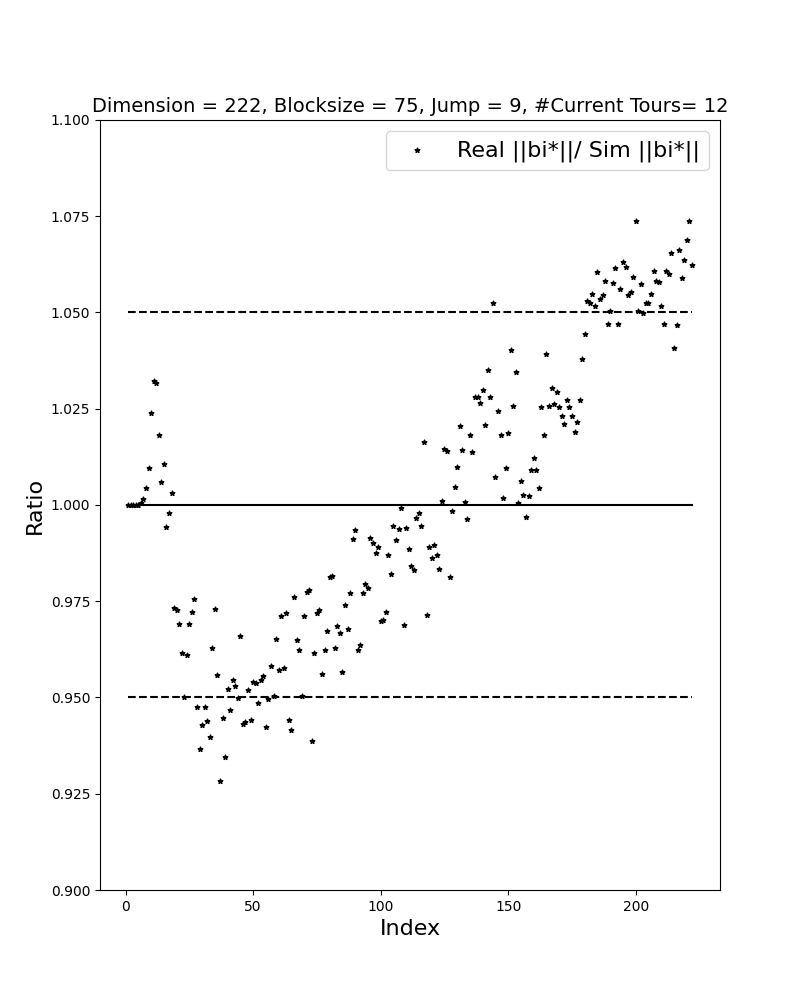 Dimension = 222, Blocksize = 75, Jump = 9, #Current Tours= 12
1.100
Real ||bi*||/ Sim ||bi*||
1.075
1.050
1.025
1.000
Ratio
0.975
0.950
0.925
0.900
0 50 100 150 200
Index